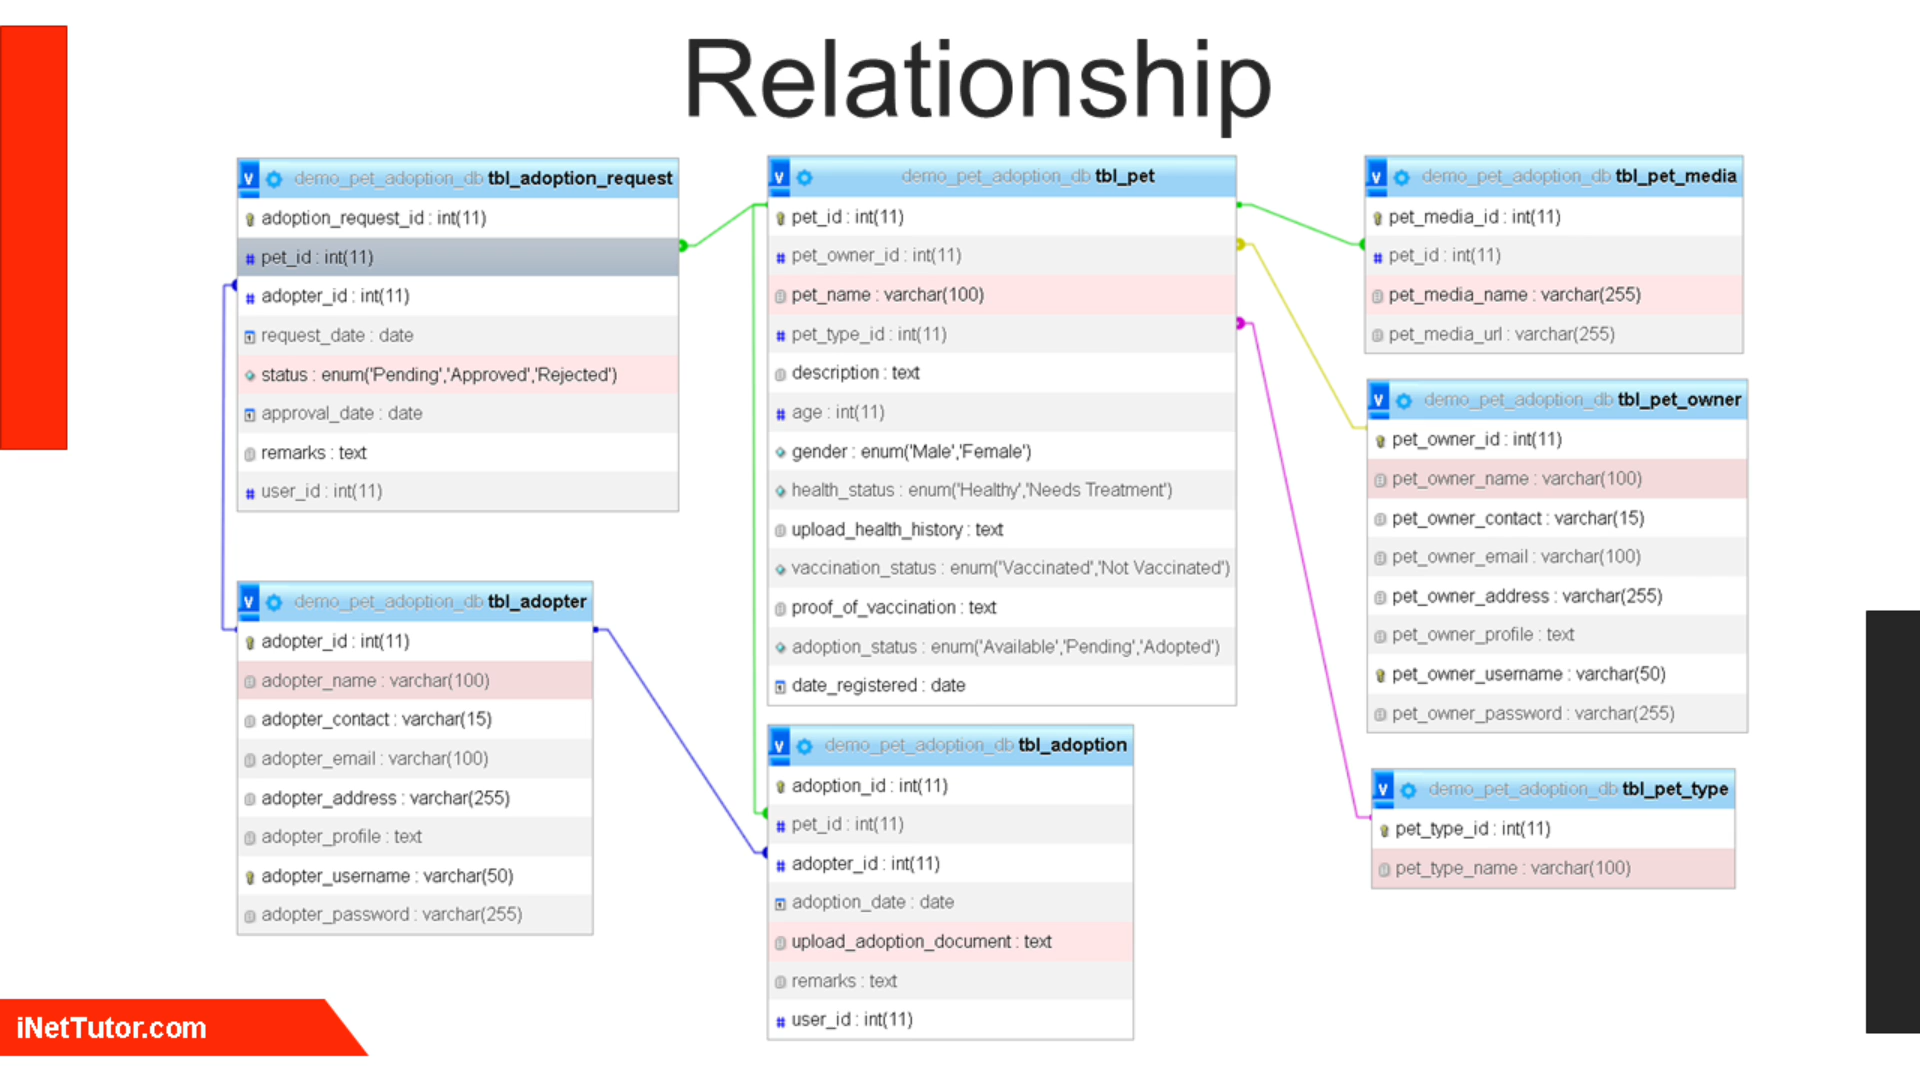 Relationship
demo_pet_adoption_db tbl_adoption_request
adoption_request_id : int(11)
pet_id : int(11)
adopter_id : int(11)
request_date : date
status : enum('Pending','Approved','Rejected')
approval_date : date
remarks : text
user_id : int(11)
demo_pet_adoption_db tbl_adopter
adopter_id : int(11)
adopter_name : varchar(100)
adopter_contact : varchar(15)
adopter_email : varchar(100)
adopter_address : varchar(255)
adopter_profile : text
adopter_username : varchar(50)
adopter_password : varchar(255)
demo_pet_adoption_db tbl_pet
pet_id : int(11)
pet_owner_id : int(11)
pet_name : varchar(100)
pet_type_id : int(11)
description : text
age : int(11)
gender : enum('Male','Female')
health_status : enum('Healthy','Needs Treatment')
upload_health_history : text
vaccination_status : enum('Vaccinated','Not Vaccinated')
proof_of_vaccination : text
adoption_status : enum('Available','Pending','Adopted')
date_registered : date
demo_pet_adoption_db tbl_adoption
adoption_id : int(11)
pet_id : int(11)
adopter_id : int(11)
adoption_date : date
upload_adoption_document : text
remarks : text
user_id : int(11)
demo_pet_adoption_db tbl_pet_media
pet_media_id : int(11)
pet_id : int(11)
pet_media_name : varchar(255)
pet_media_url : varchar(255)
demo_pet_adoption_db tbl_pet_owner
pet_owner_id : int(11)
pet_owner_name : varchar(100)
pet_owner_contact : varchar(15)
pet_owner_email : varchar(100)
pet_owner_address : varchar(255)
pet_owner_profile : text
pet_owner_username : varchar(50)
pet_owner_password : varchar(255)
demo_pet_adoption_db tbl_pet_type
pet_type_id : int(11)
pet_type_name : varchar(100)
iNetTutor.com